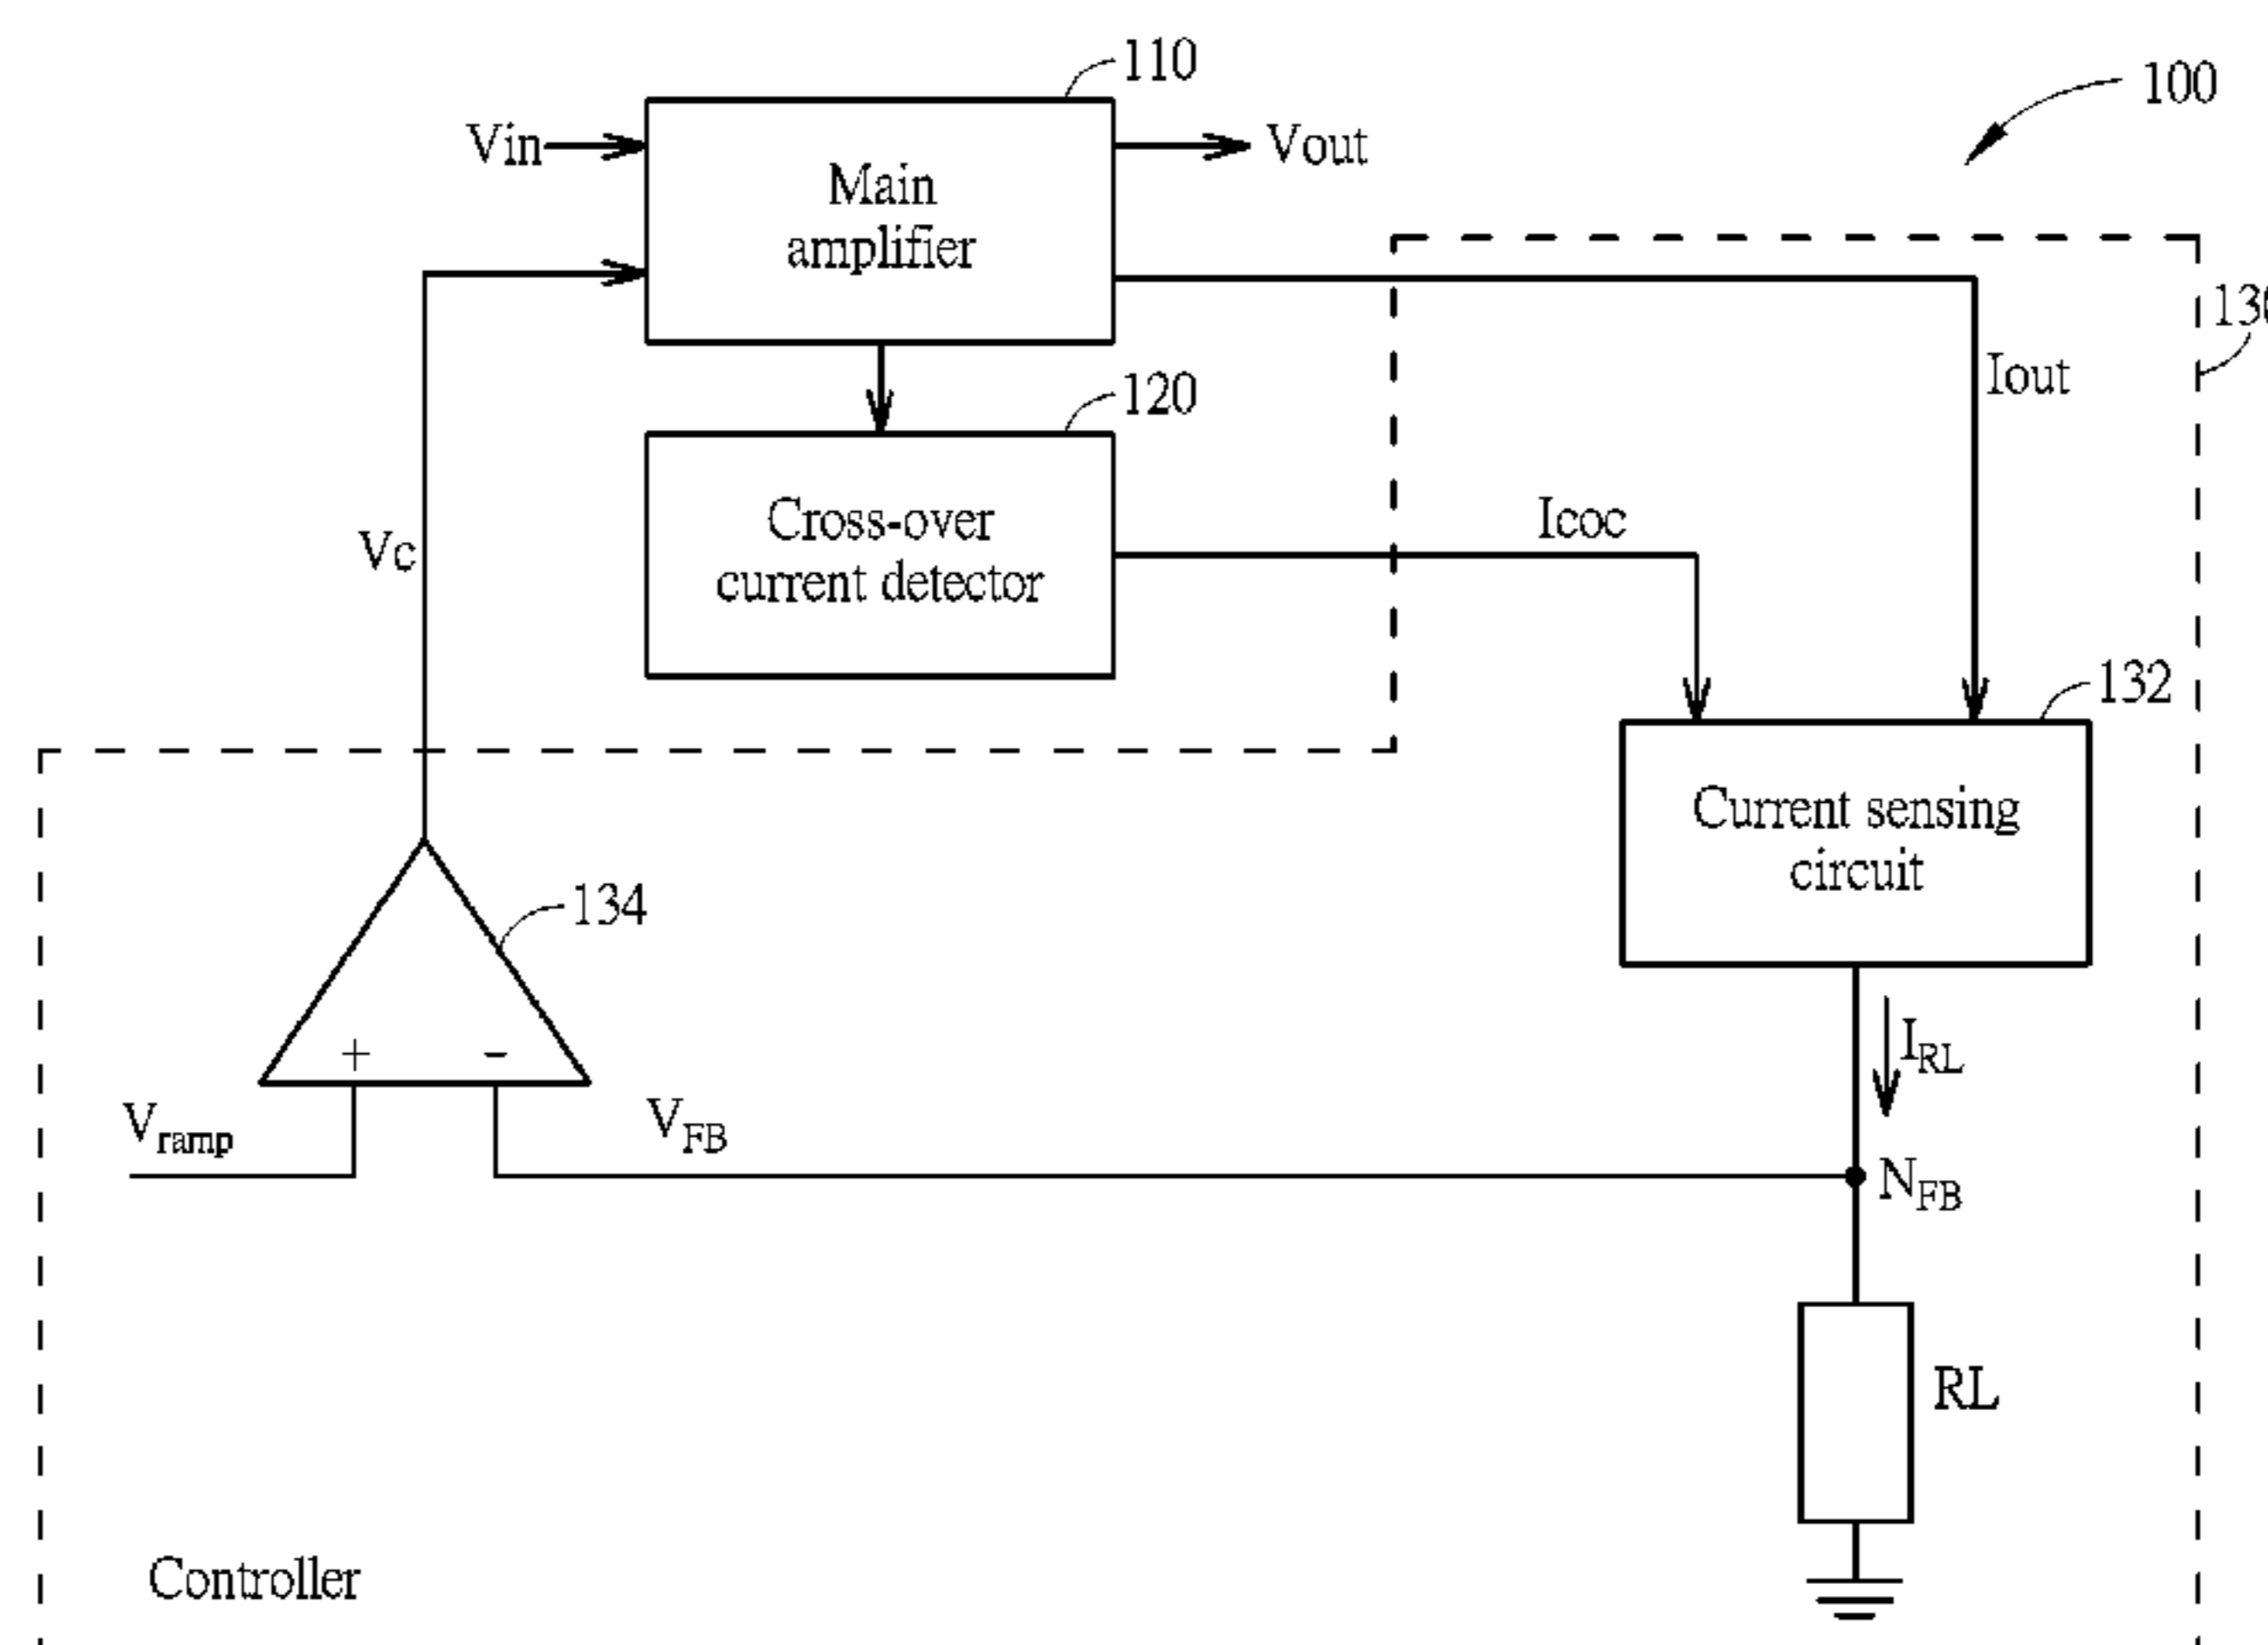 110
100
Vin
Vout
Main
amplifier
Iout
120
Cross-over
current detector
Icoc
Vc
132
Current sensing
circuit
134
+
-
IRL
Vramp
VFB
NFB
RL
Controller